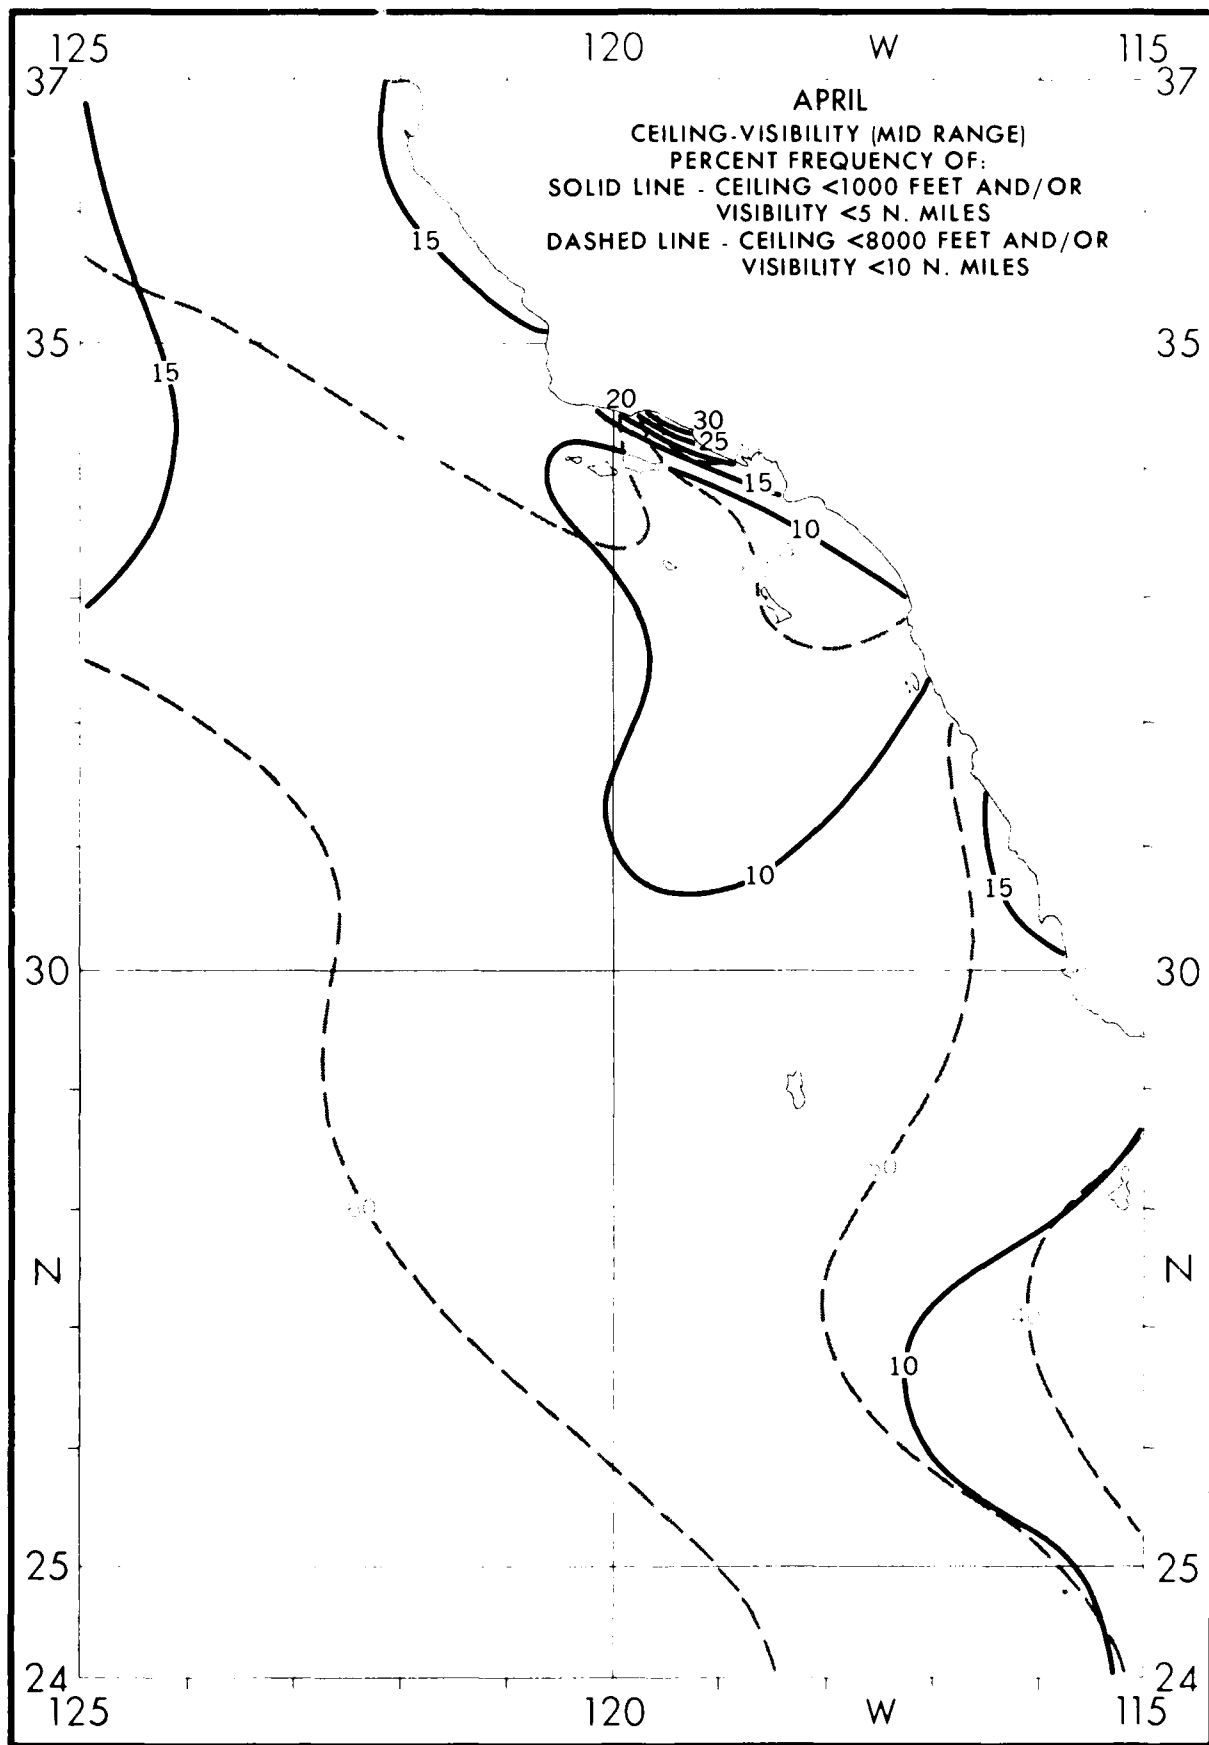 125 120 W 115
37 37
APRIL
CEILING-VISIBILITY (MID RANGE)
PERCENT FREQUENCY OF:
SOLID LINE - CEILING <1000 FEET AND/OR
VISIBILITY <5 N. MILES
DASHED LINE - CEILING <8000 FEET AND/OR
VISIBILITY <10 N. MILES
15
35 35
15
20
30
25
15
10
10
15
30 30
N N
10
25 25
24 24
125 120 W 115